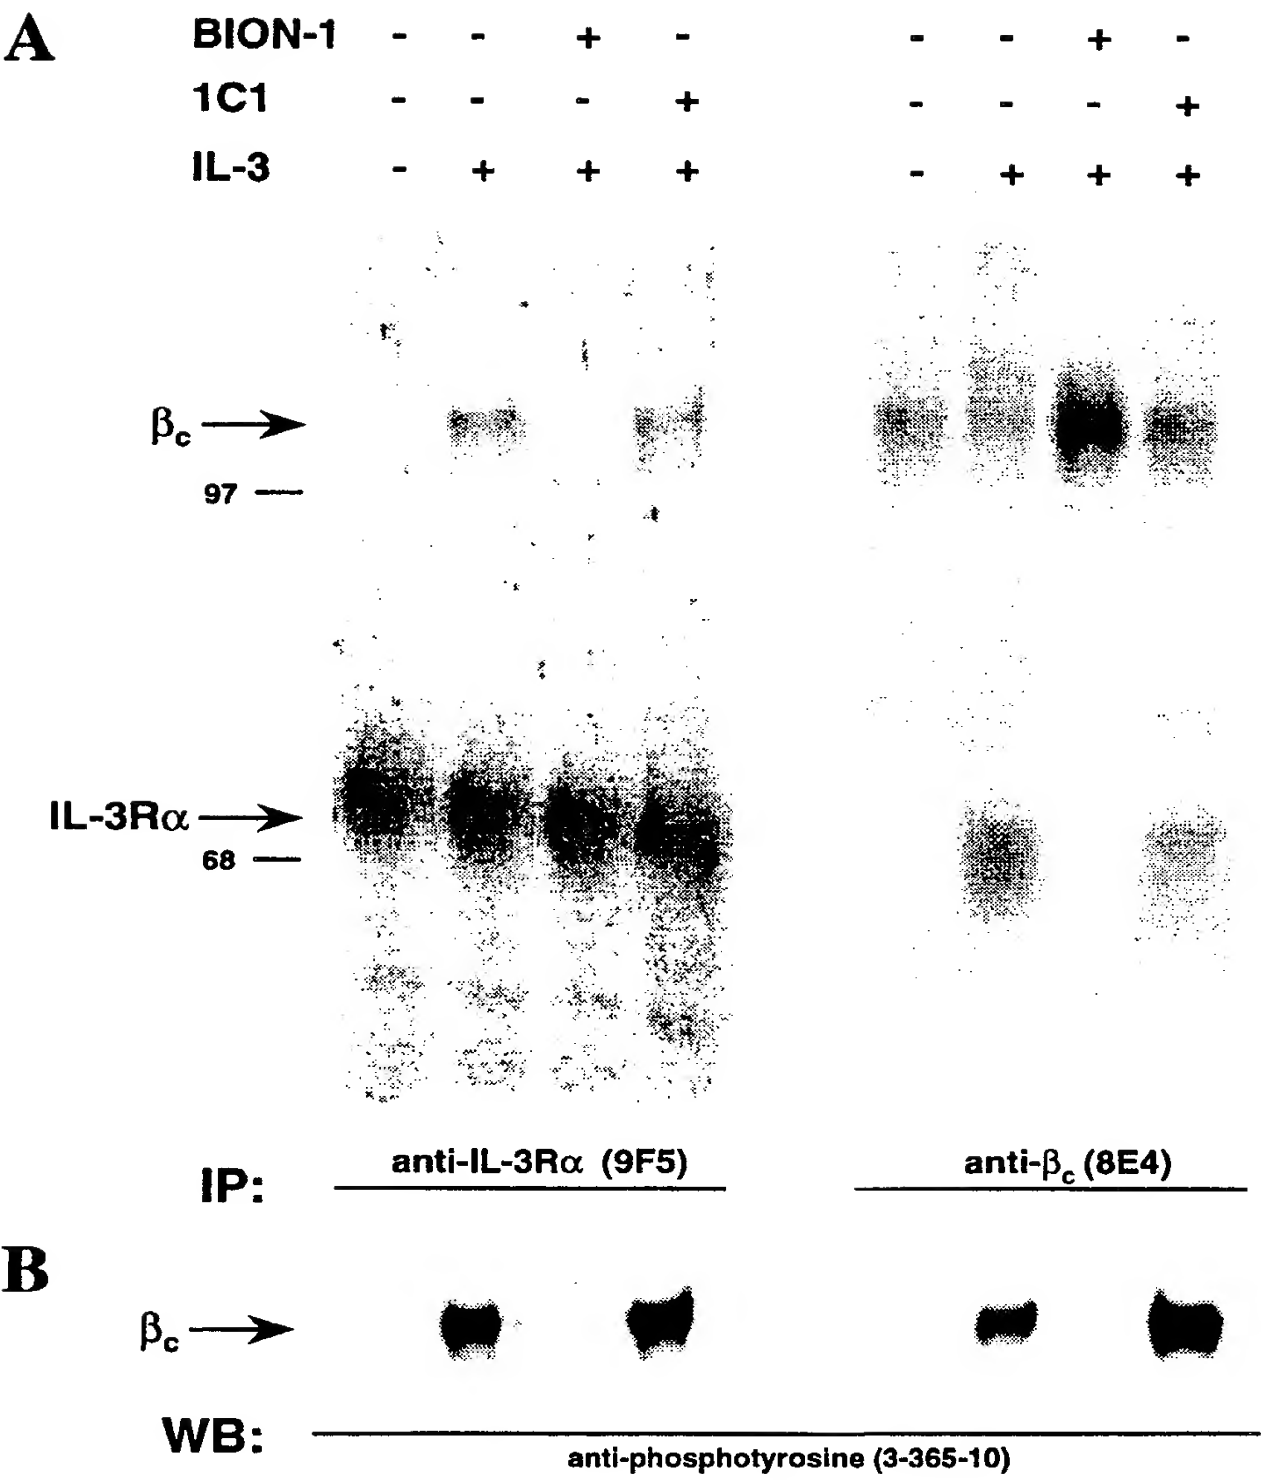 A
BION-1 - - + - - - + -
1C1 - - - + - - - +
IL-3 - + + + - + + +
βc
97
IL-3Rα
68
IP: anti-IL-3Rα (9F5) anti-βc (8E4)
B
βc
WB: anti-phosphotyrosine (3-365-10)